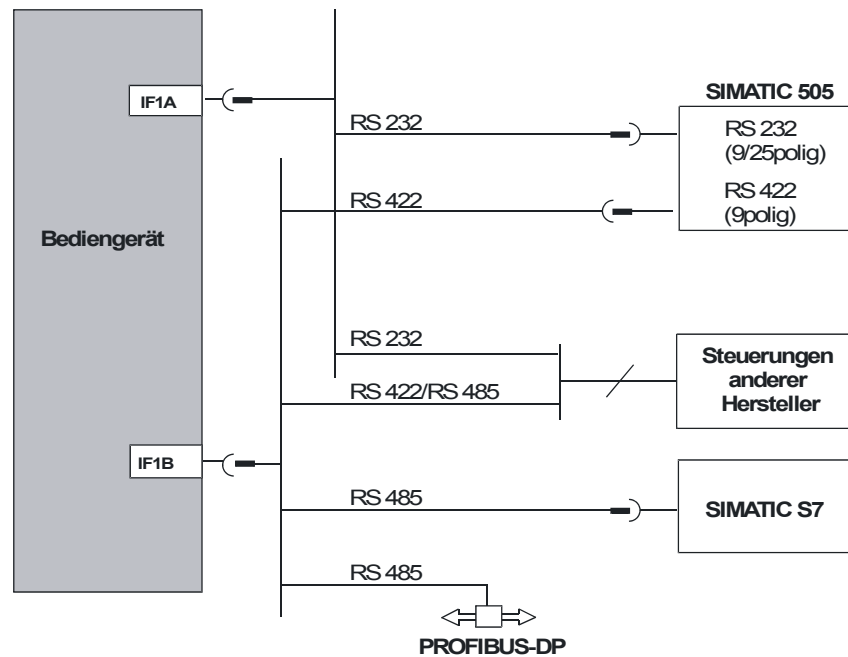 IF1A
SIMATIC 505
RS 232
RS 232
(9/25polig)
RS 422
RS 422
(9polig)
Bediengerät
RS 232
Steuerungen
anderer
Hersteller
RS 422/RS 485
IF1B
RS 485
SIMATIC S7
RS 485
PROFIBUS-DP